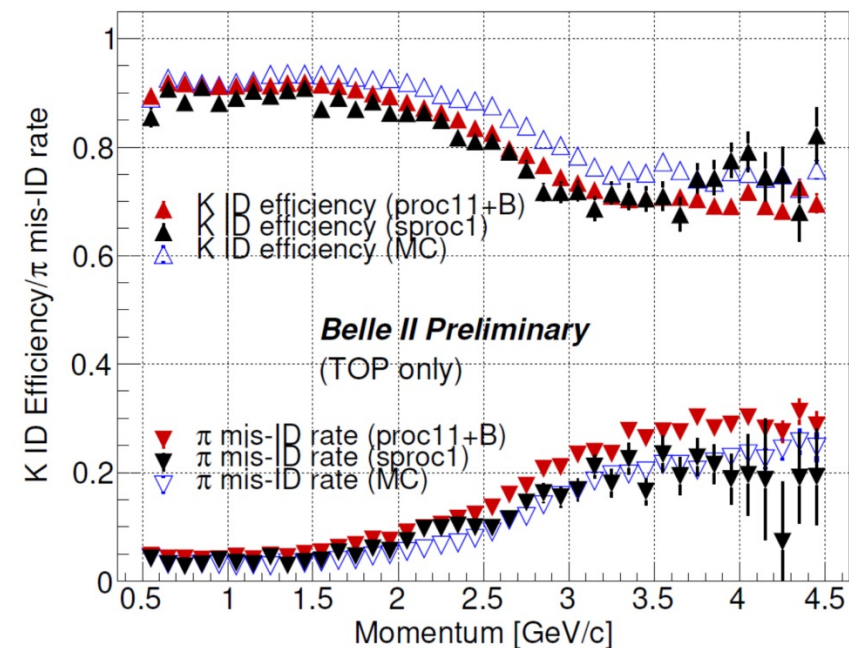 K ID Efficiency/π mis-ID rate
1
0.8
0.6
0.4
0.2
0
K ID efficiency (proc11+B)
K ID efficiency (sproc1)
K ID efficiency (MC)
Belle II Preliminary
(TOP only)
π mis-ID rate (proc11+B)
π mis-ID rate (sproc1)
π mis-ID rate (MC)
0.5 1 1.5 2 2.5 3 3.5 4 4.5
Momentum [GeV/c]